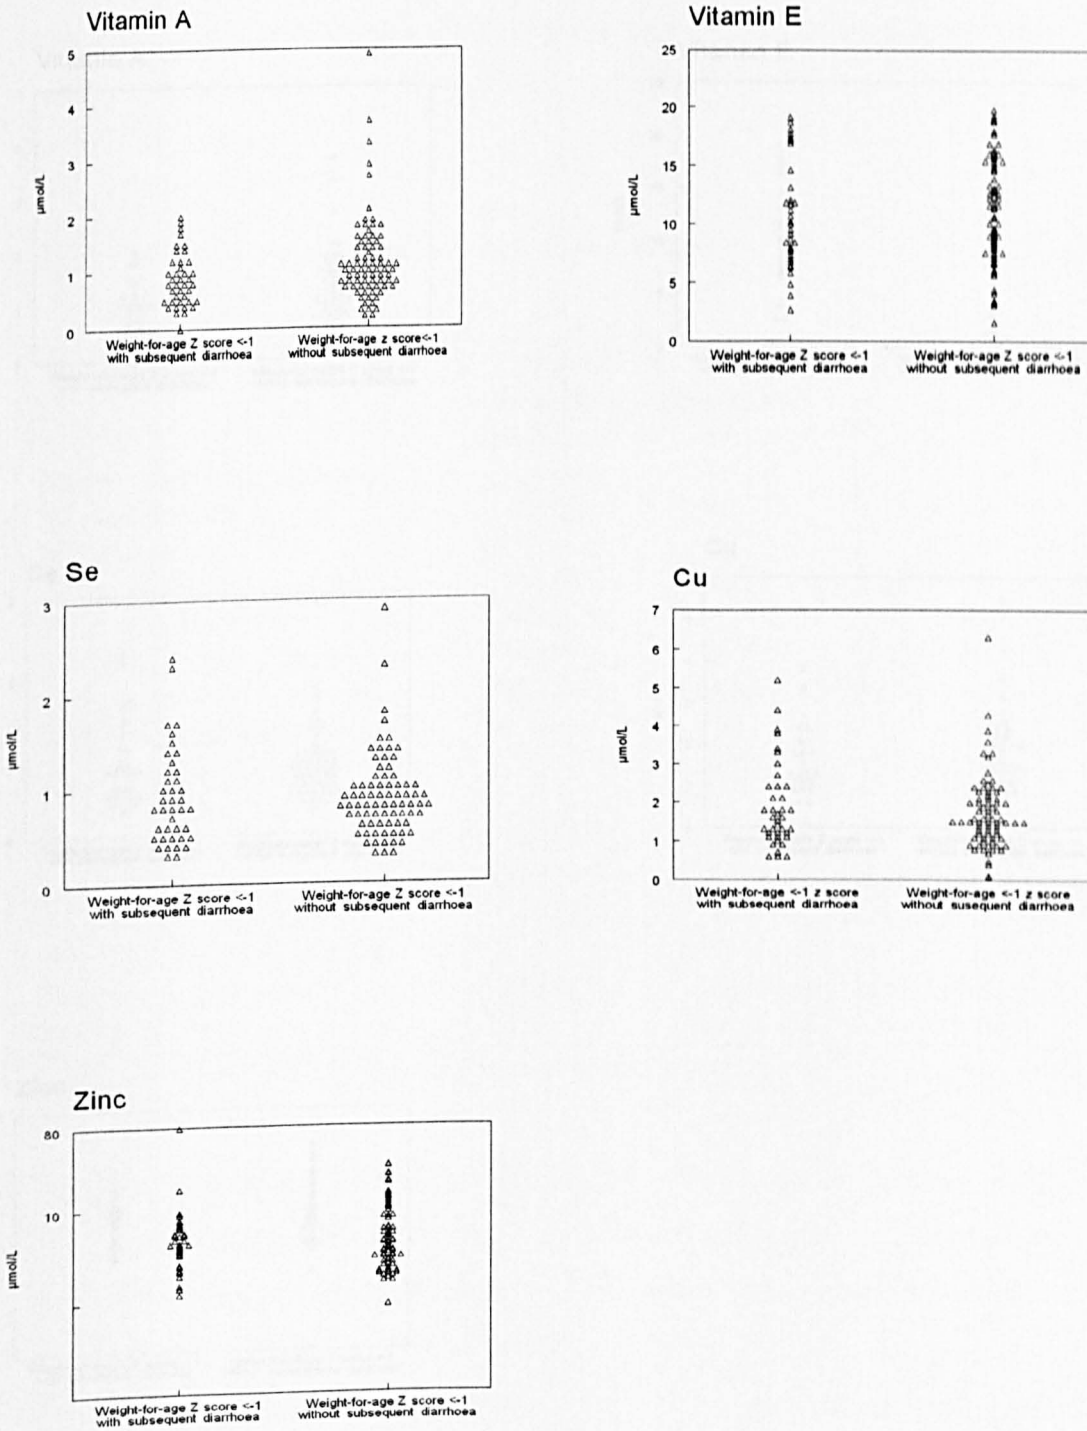 Vitamin A
5
4
3
2
1
0
µmol/L
Weight-for-age Z score <-1
with subsequent diarrhoea
Weight-for-age z score<-1
without subsequent diarrhoea
Vitamin E
25
20
15
10
5
0
µmol/L
Weight-for-age Z score <-1
with subsequent diarrhoea
Weight-for-age Z score <-1
without subsequent diarrhoea
Se
3
2
1
0
µmol/L
Weight-for-age Z score <-1
with subsequent diarrhoea
Weight-for-age Z score <-1
without subsequent diarrhoea
Cu
7
6
5
4
3
2
1
0
µmol/L
Weight-for-age <-1 z score
with subsequent diarrhoea
Weight-for-age <-1 z score
without susequent diarrhoea
Zinc
80
10
µmol/L
Weight-for-age Z score <-1
with subsequent diarrhoea
Weight-for-age Z score <-1
without subsequent diarrhoea